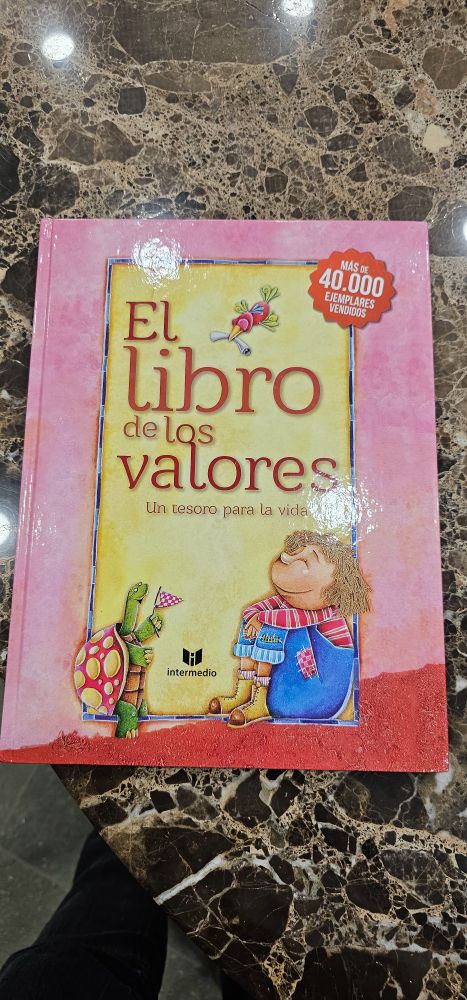 MÁS DE
40.000
EJEMPLARES
VENDIDOS
El
libro
de los
valores
Un tesoro para la vida
intermedio